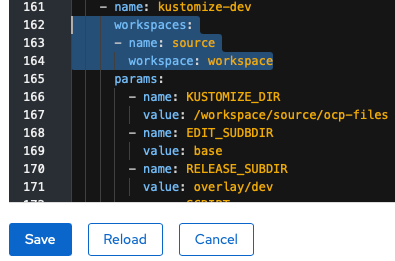 161 - name: kustomize-dev
162 workspaces:
163 - name: source
164 workspace: workspace
165 params:
166 - name: KUSTOMIZE_DIR
167 value: /workspace/source/ocp-files
168 - name: EDIT_SUDBDIR
169 value: base
170 - name: RELEASE_SUBDIR
171 value: overlay/dev
Save Reload Cancel